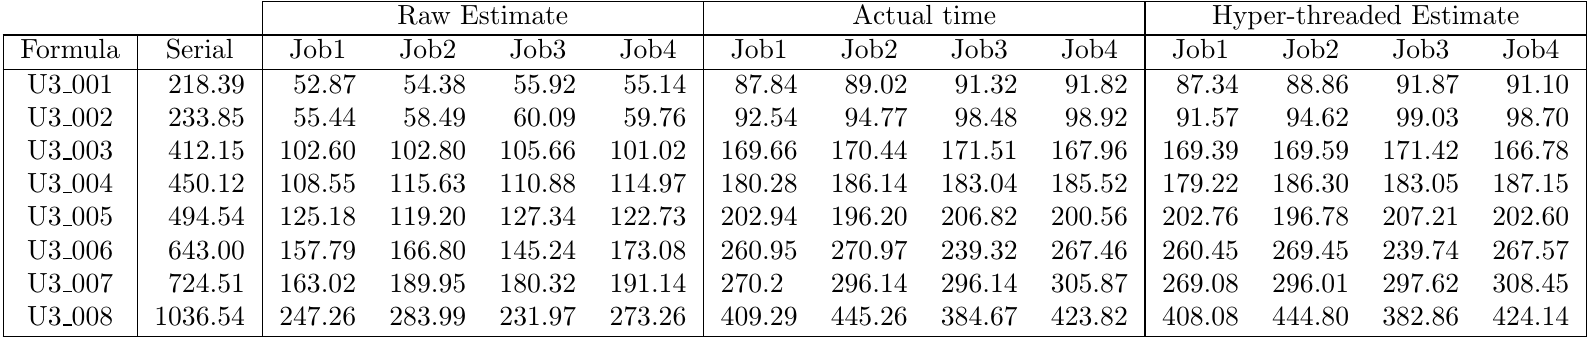 Raw Estimate Actual time Hyper-threaded Estimate
Formula Serial Job1 Job2 Job3 Job4 Job1 Job2 Job3 Job4 Job1 Job2 Job3 Job4
U3_001 218.39 52.87 54.38 55.92 55.14 87.84 89.02 91.32 91.82 87.34 88.86 91.87 91.10
U3_002 233.85 55.44 58.49 60.09 59.76 92.54 94.77 98.48 98.92 91.57 94.62 99.03 98.70
U3_003 412.15 102.60 102.80 105.66 101.02 169.66 170.44 171.51 167.96 169.39 169.59 171.42 166.78
U3_004 450.12 108.55 115.63 110.88 114.97 180.28 186.14 183.04 185.52 179.22 186.30 183.05 187.15
U3_005 494.54 125.18 119.20 127.34 122.73 202.94 196.20 206.82 200.56 202.76 196.78 207.21 202.60
U3_006 643.00 157.79 166.80 145.24 173.08 260.95 270.97 239.32 267.46 260.45 269.45 239.74 267.57
U3_007 724.51 163.02 189.95 180.32 191.14 270.2 296.14 296.14 305.87 269.08 296.01 297.62 308.45
U3_008 1036.54 247.26 283.99 231.97 273.26 409.29 445.26 384.67 423.82 408.08 444.80 382.86 424.14